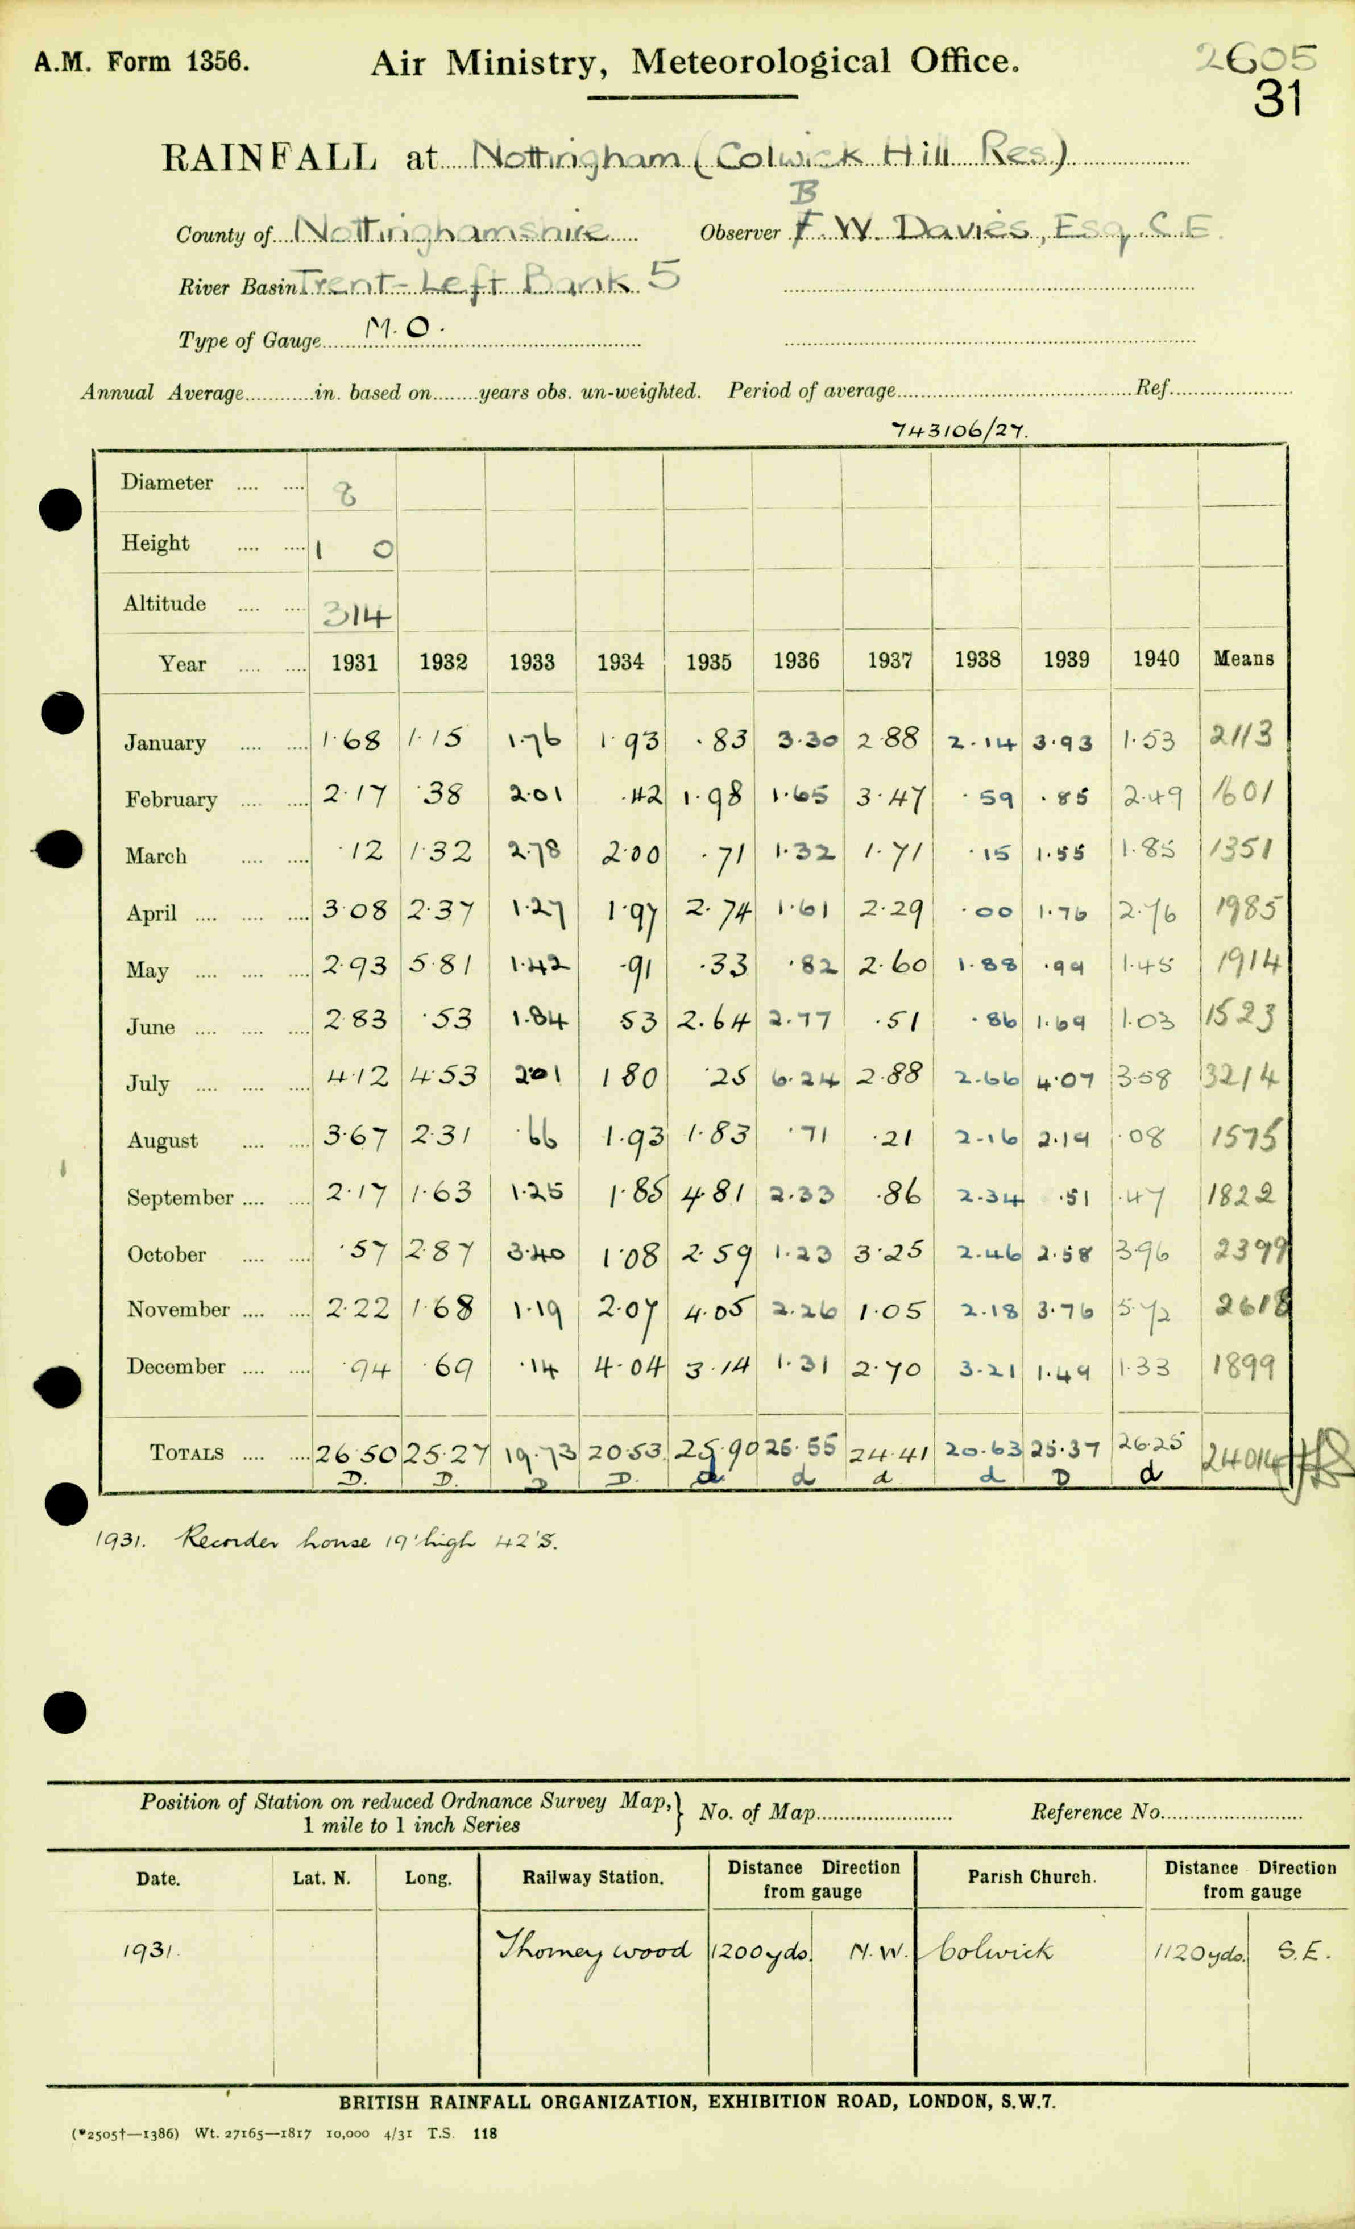 A.M. Form 1356. Air Ministry, Meteorological Office. 2605
31
RAINFALL at Nottingham (Colwick Hill Res)
B
County of Nottinghamshire Observer F. W. Davies, Esq, C.E.
River Basin Trent - Left Bank 5
Type of Gauge M.O.
Annual Average in. based on years obs. un-weighted. Period of average Ref.
743106/27.
Diameter 8
Height 1 0
Altitude 314
Year 1931 1932 1933 1934 1935 1936 1937 1938 1939 1940 Means
January 1.68 1.15 1.76 1.93 .83 3.30 2.88 2.14 3.93 1.53 2113
February 2.17 .38 2.01 .42 1.98 1.65 3.47 .59 .85 2.49 1601
March .12 1.32 2.78 2.00 .71 1.32 1.71 .15 1.55 1.85 1351
April 3.08 2.37 1.27 1.97 2.74 1.61 2.29 .00 1.76 2.76 1985
May 2.93 5.81 1.42 .91 .33 .82 2.60 1.88 .99 1.45 1914
June 2.83 .53 1.84 53 2.64 2.77 .51 .86 1.69 1.03 1523
July 4.12 4.53 2.01 1.80 .25 6.24 2.88 2.66 4.07 3.58 3214
August 3.67 2.31 .66 1.93 1.83 .71 .21 2.16 2.19 .08 1575
September 2.17 1.63 1.25 1.85 4.81 2.33 .86 2.34 .51 .47 1822
October .57 2.87 3.40 1.08 2.59 1.23 3.25 2.46 2.58 3.96 2399
November 2.22 1.68 1.19 2.07 4.05 2.26 1.05 2.18 3.76 5.72 2618
December .94 .69 .14 4.04 3.14 1.31 2.70 3.21 1.49 1.33 1899
TOTALS 26.50 25.27 19.73 20.53 25.90 25.55 24.41 20.63 25.37 26.25 24014
D. D. D D. d d d d D d
1931. Recorder house 19' high 42' S.
Position of Station on reduced Ordnance Survey Map, } No. of Map Reference No.
1 mile to 1 inch Series
Date. Lat. N. Long. Railway Station. Distance Direction from gauge Parish Church. Distance Direction from gauge
1931. Thorneywood 1200 yds. N.W. Colwick 1120 yds. S.E.
BRITISH RAINFALL ORGANIZATION, EXHIBITION ROAD, LONDON, S.W.7.
(*2505†—1386) Wt. 27165—1817 10,000 4/31 T.S. 118